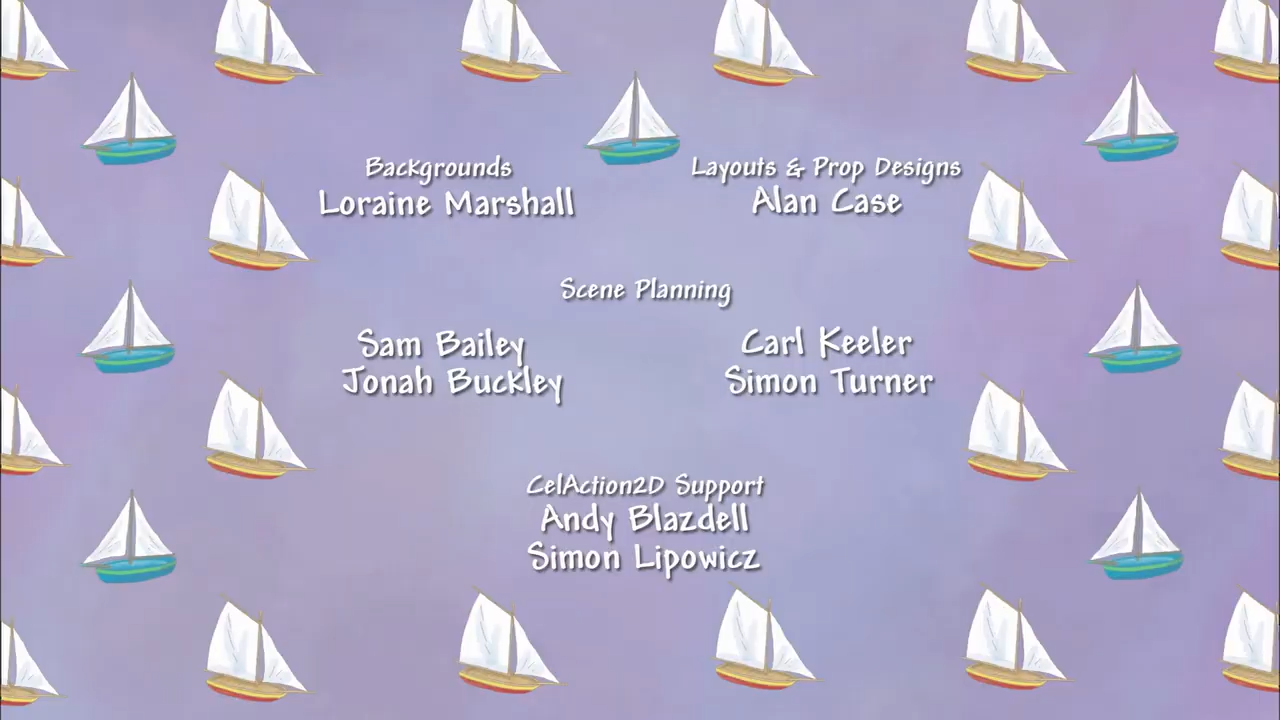 Backgrounds
Loraine Marshall
Layouts & Prop Designs
Alan Case
Scene Planning
Sam Bailey
Jonah Buckley
Carl Keeler
Simon Turner
CelAction2D Support
Andy Blazdell
Simon Lipowicz